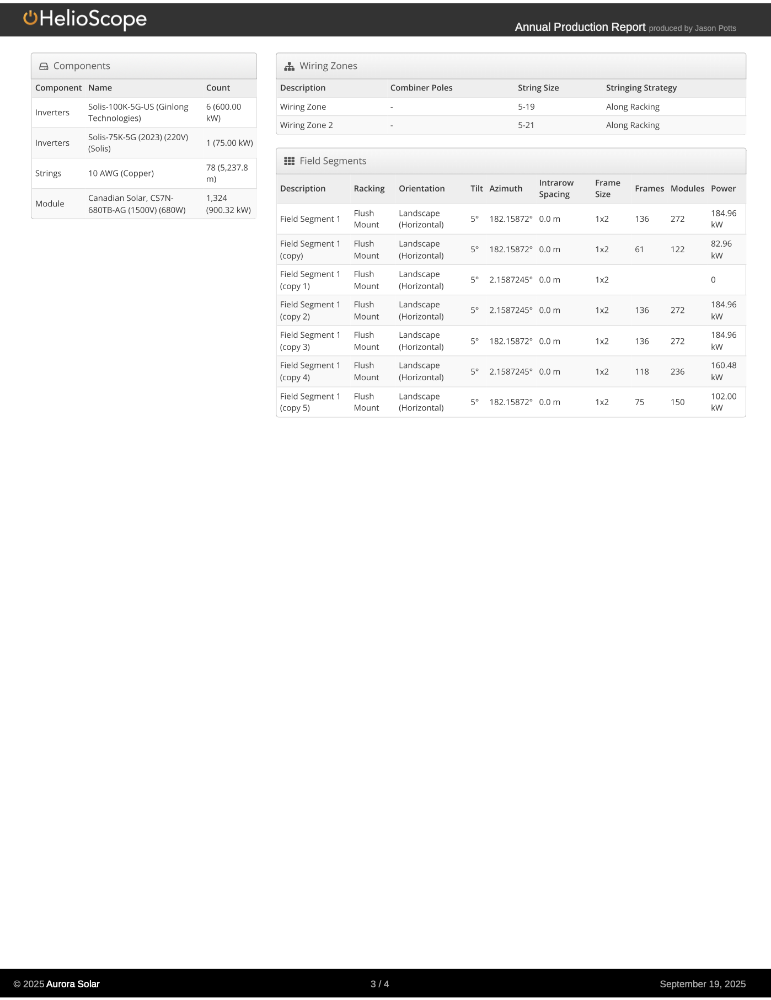 HelioScope
Annual Production Report produced by Jason Potts
Components
Component Name Count
Inverters Solis-100K-5G-US (Ginlong Technologies) 6 (600.00 kW)
Inverters Solis-75K-5G (2023) (220V) (Solis) 1 (75.00 kW)
Strings 10 AWG (Copper) 78 (5,237.8 m)
Module Canadian Solar, CS7N-680TB-AG (1500V) (680W) 1,324 (900.32 kW)
Wiring Zones
Description Combiner Poles String Size Stringing Strategy
Wiring Zone - 5-19 Along Racking
Wiring Zone 2 - 5-21 Along Racking
Field Segments
Description Racking Orientation Tilt Azimuth Intrarow Spacing Frame Size Frames Modules Power
Field Segment 1 Flush Mount Landscape (Horizontal) 5° 182.15872° 0.0 m 1x2 136 272 184.96 kW
Field Segment 1 (copy) Flush Mount Landscape (Horizontal) 5° 182.15872° 0.0 m 1x2 61 122 82.96 kW
Field Segment 1 (copy 1) Flush Mount Landscape (Horizontal) 5° 2.1587245° 0.0 m 1x2 0
Field Segment 1 (copy 2) Flush Mount Landscape (Horizontal) 5° 2.1587245° 0.0 m 1x2 136 272 184.96 kW
Field Segment 1 (copy 3) Flush Mount Landscape (Horizontal) 5° 182.15872° 0.0 m 1x2 136 272 184.96 kW
Field Segment 1 (copy 4) Flush Mount Landscape (Horizontal) 5° 2.1587245° 0.0 m 1x2 118 236 160.48 kW
Field Segment 1 (copy 5) Flush Mount Landscape (Horizontal) 5° 182.15872° 0.0 m 1x2 75 150 102.00 kW
© 2025 Aurora Solar 3 / 4 September 19, 2025